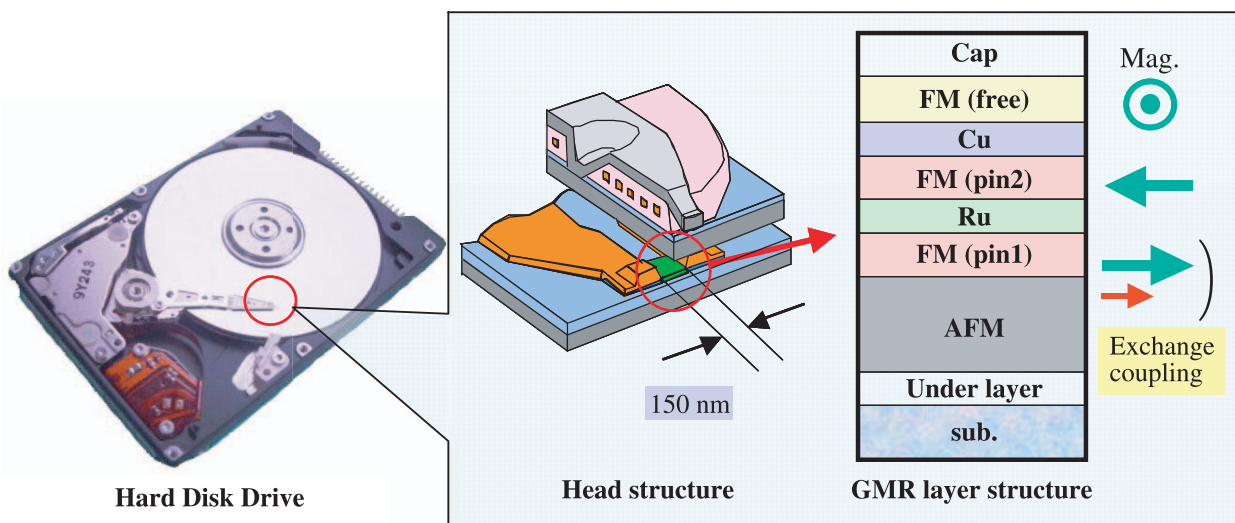 9Y243
Hard Disk Drive
150 nm
Head structure
Cap
FM (free)
Cu
FM (pin2)
Ru
FM (pin1)
AFM
Under layer
sub.
GMR layer structure
Mag.
Exchange
coupling